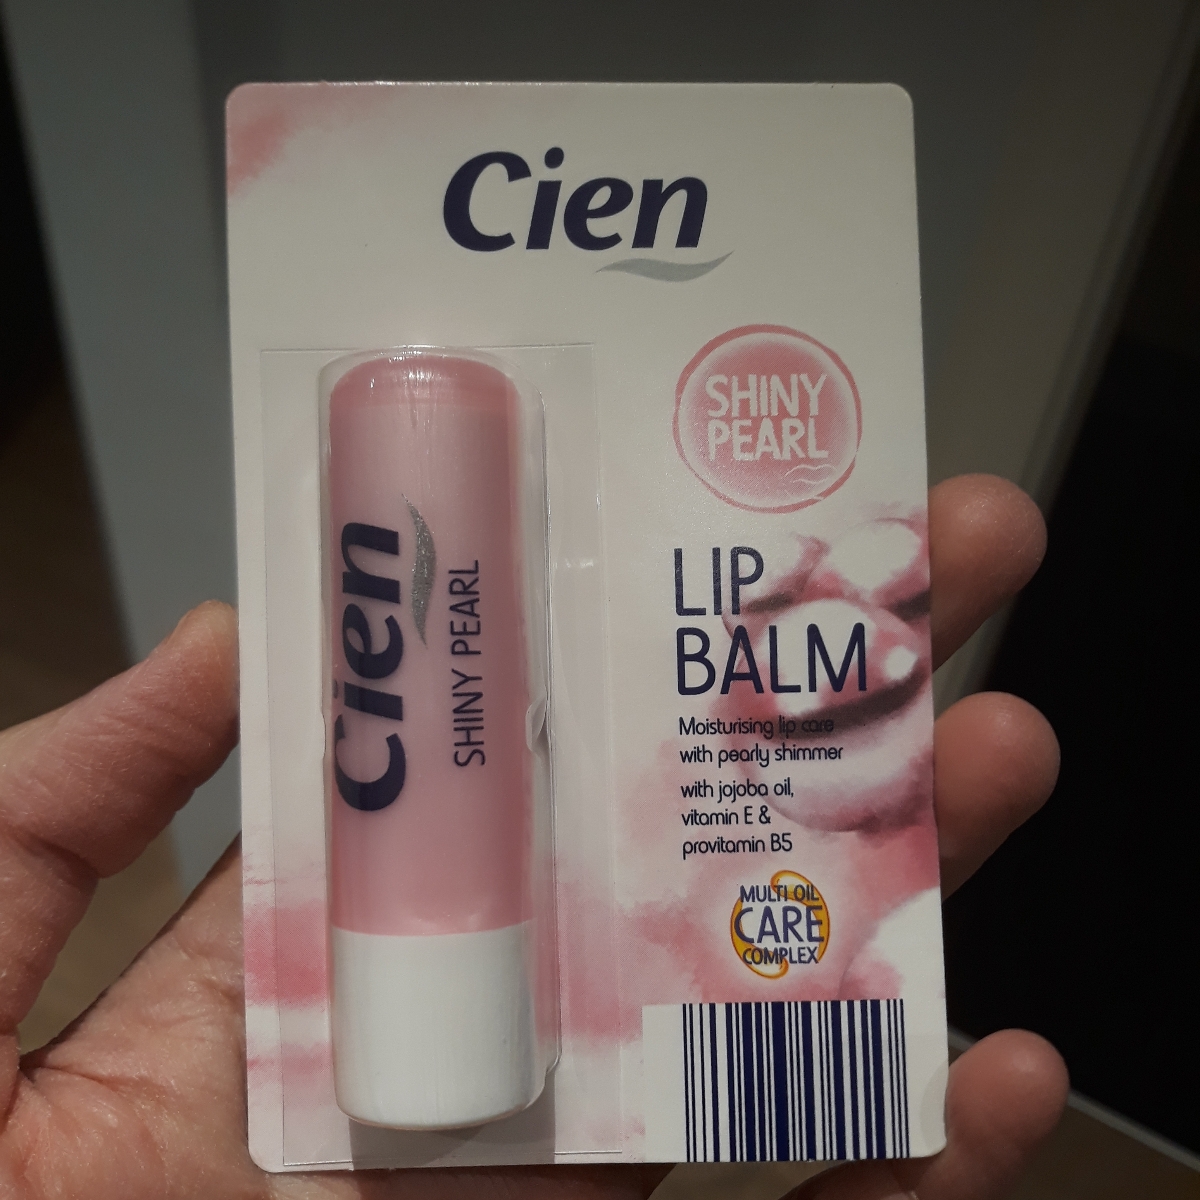 Cien
SHINY
PEARL
Cien
SHINY PEARL
LIP
BALM
Moisturising lip care
with pearly shimmer
with jojoba oil,
vitamin E &
provitamin B5
MULTI OIL
CARE
COMPLEX